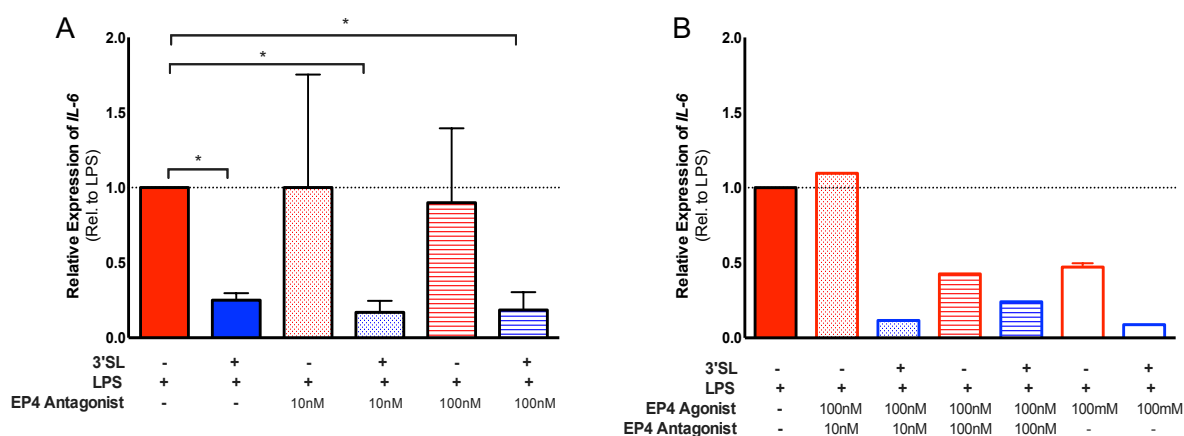 A
Relative Expression of IL-6
(Rel. to LPS)
2.0
1.5
1.0
0.5
0.0
*
*
*
3'SL - + - + - +
LPS + + + + + +
EP4 Antagonist - - 10nM 10nM 100nM 100nM
B
Relative Expression of IL-6
(Rel. to LPS)
2.0
1.5
1.0
0.5
0.0
3'SL - - + - + - +
LPS + + + + + + +
EP4 Agonist - 100nM 100nM 100nM 100nM 100mM 100mM
EP4 Antagonist - 10nM 10nM 100nM 100nM - -